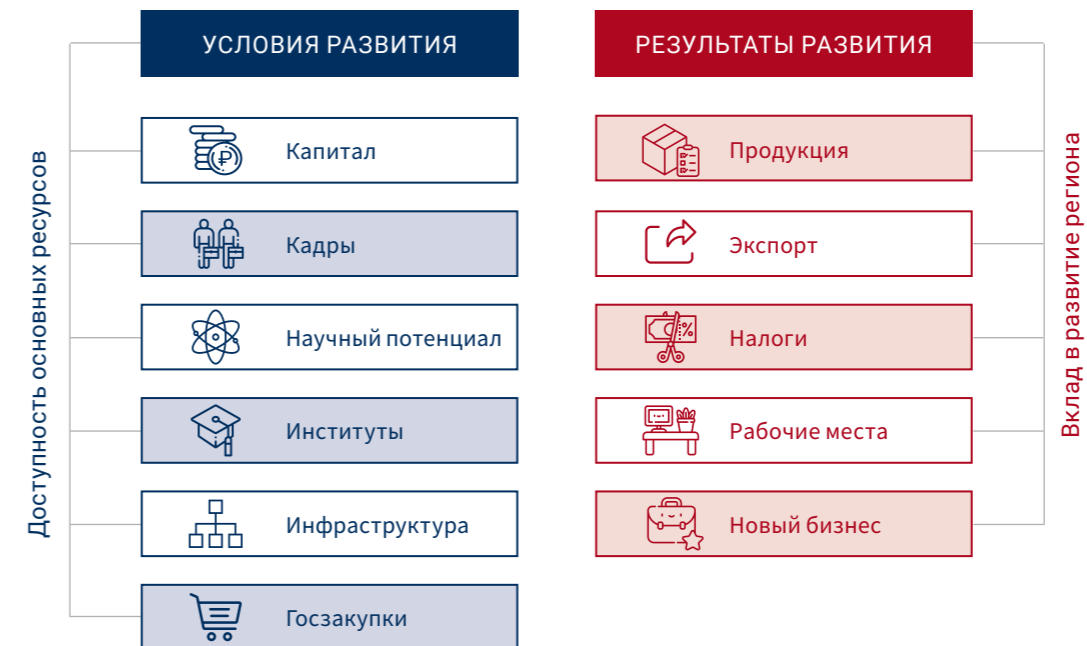 УСЛОВИЯ РАЗВИТИЯ
Доступность основных ресурсов
Капитал
Кадры
Научный потенциал
Институты
Инфраструктура
Госзакупки
РЕЗУЛЬТАТЫ РАЗВИТИЯ
Продукция
Экспорт
Налоги
Рабочие места
Новый бизнес
Вклад в развитие региона